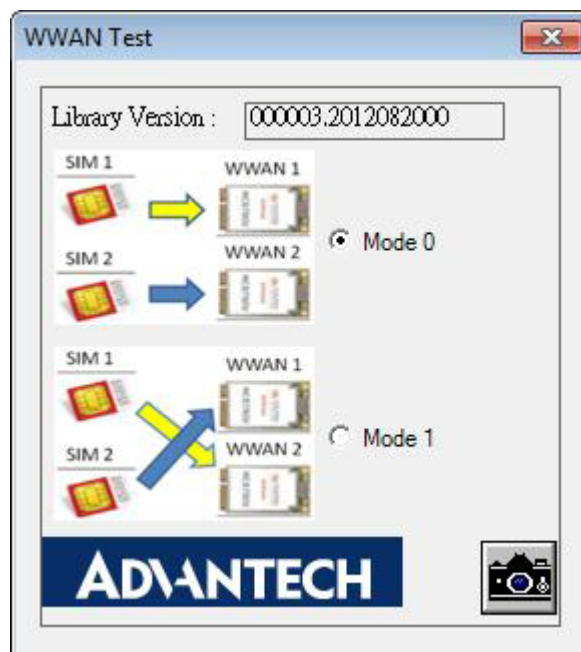 WWAN Test
Library Version : 000003.2012082000
SIM 1
WWAN 1
SIM 2
WWAN 2
Mode 0
SIM 1
WWAN 1
SIM 2
WWAN 2
Mode 1
ADVANTECH